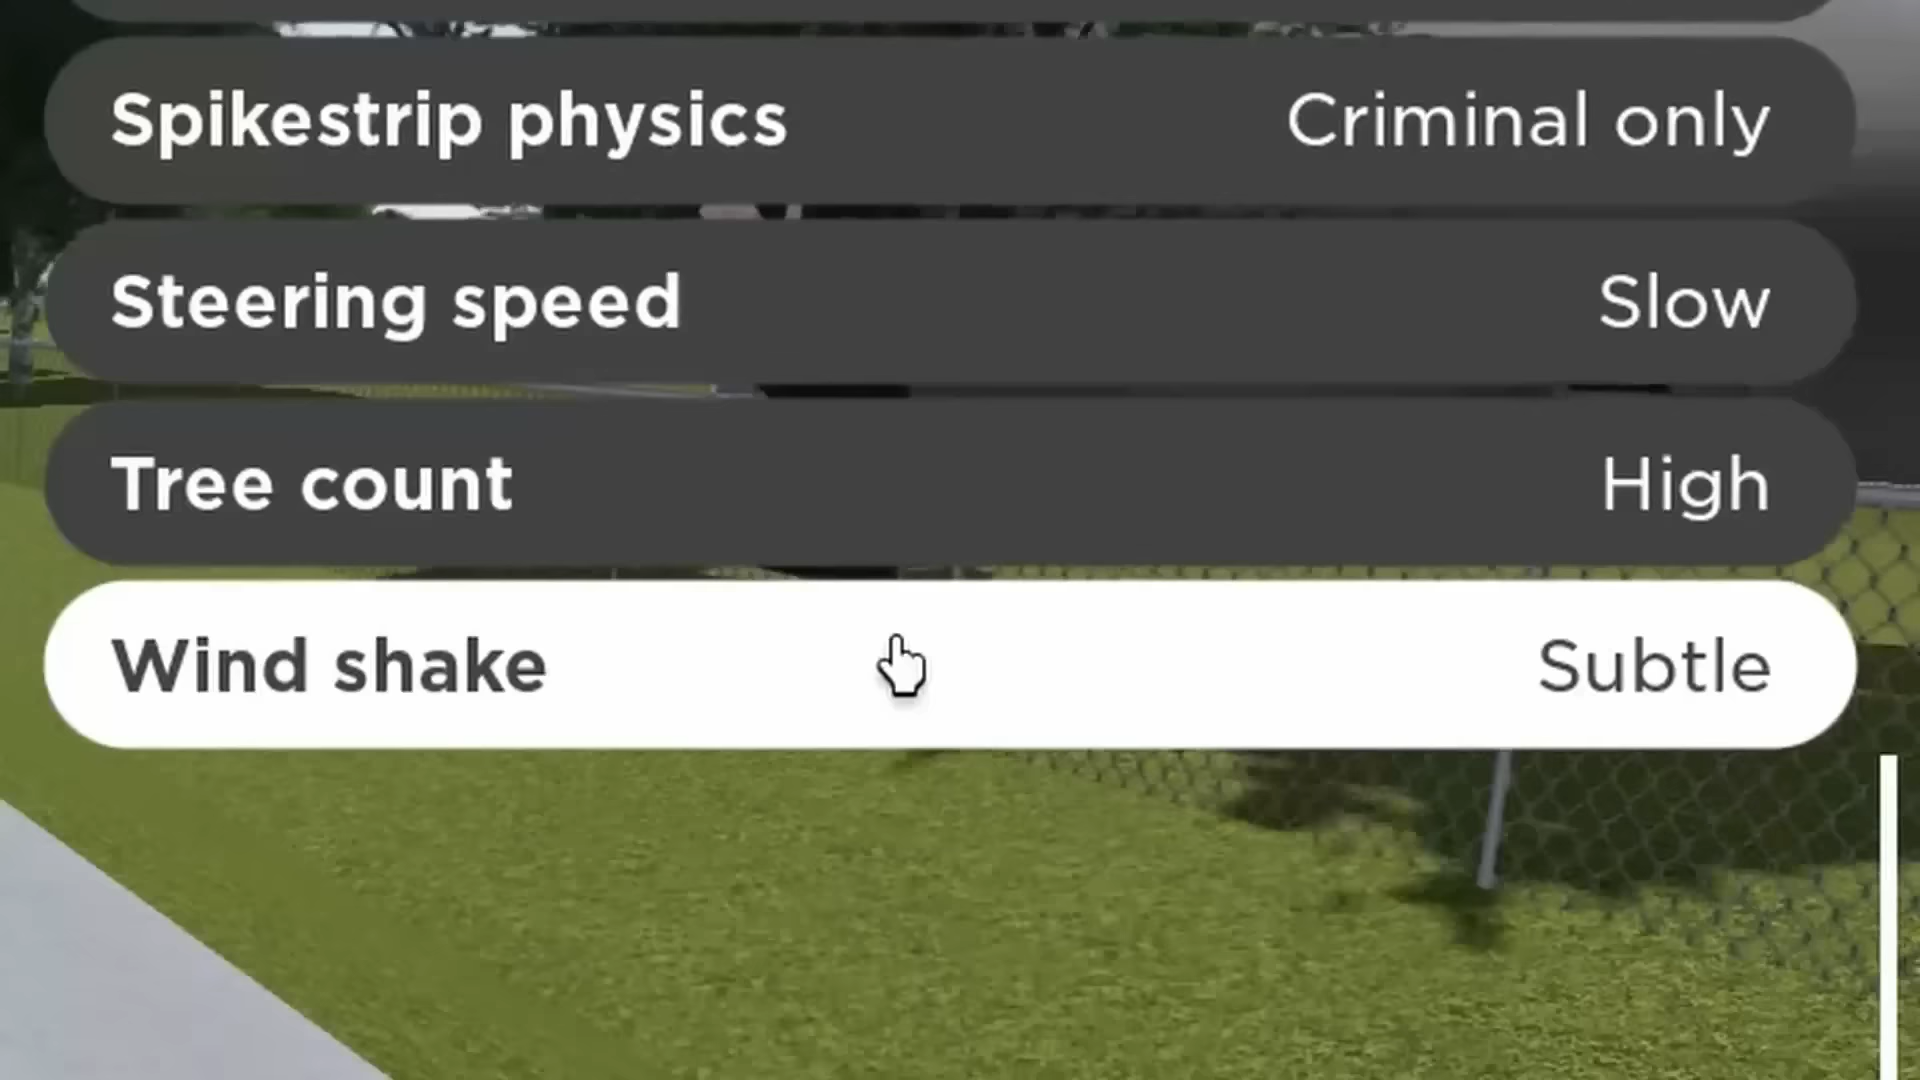 Spikestrip physics Criminal only
Steering speed Slow
Tree count High
Wind shake Subtle